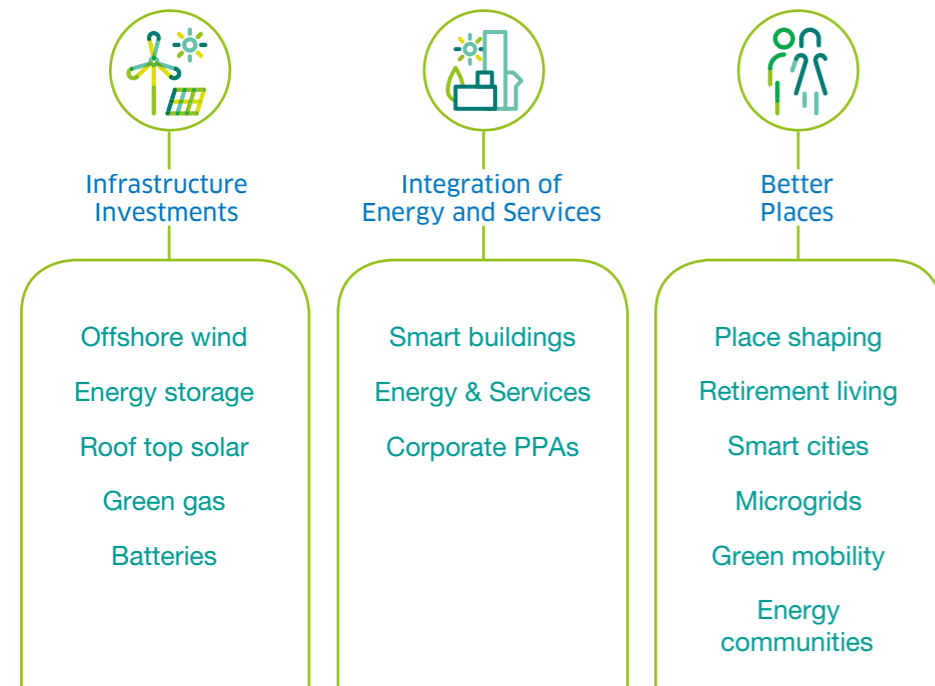 Infrastructure
Investments
Offshore wind
Energy storage
Roof top solar
Green gas
Batteries
Integration of
Energy and Services
Smart buildings
Energy & Services
Corporate PPAs
Better
Places
Place shaping
Retirement living
Smart cities
Microgrids
Green mobility
Energy
communities